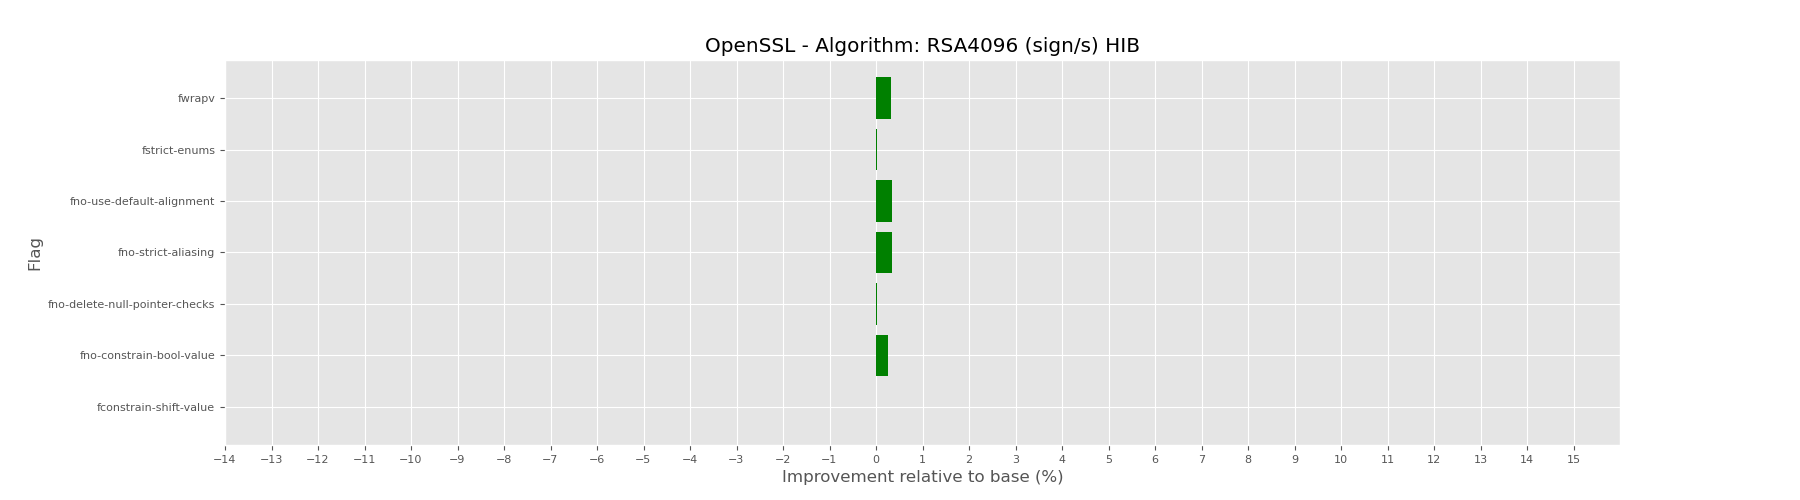 OpenSSL - Algorithm: RSA4096 (sign/s) HIB
Flag
fwrapv
fstrict-enums
fno-use-default-alignment
fno-strict-aliasing
fno-delete-null-pointer-checks
fno-constrain-bool-value
fconstrain-shift-value
−14 −13 −12 −11 −10 −9 −8 −7 −6 −5 −4 −3 −2 −1 0 1 2 3 4 5 6 7 8 9 10 11 12 13 14 15
Improvement relative to base (%)